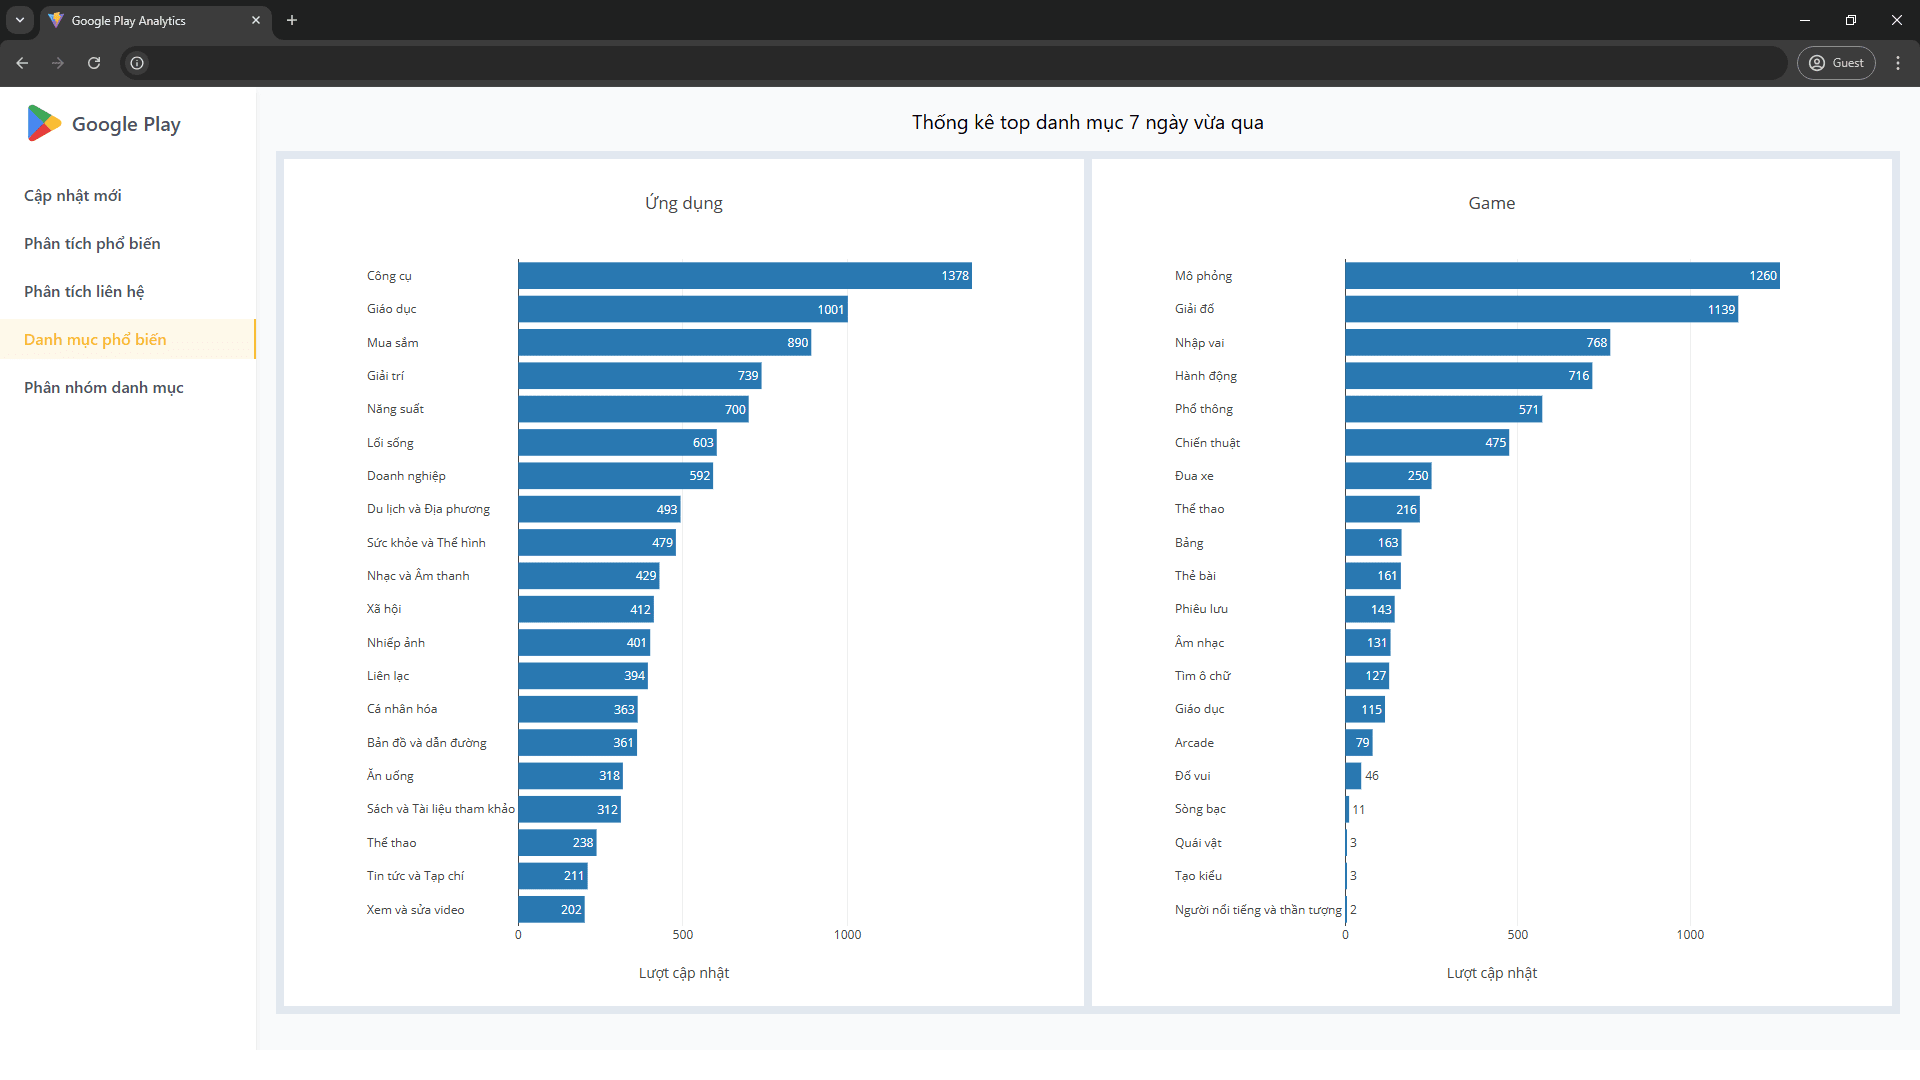 Google Play Analytics
Guest
Google Play
Cập nhật mới
Phân tích phổ biến
Phân tích liên hệ
Danh mục phổ biến
Phân nhóm danh mục
Thống kê top danh mục 7 ngày vừa qua
Ứng dụng
Công cụ 1378
Giáo dục 1001
Mua sắm 890
Giải trí 739
Năng suất 700
Lối sống 603
Doanh nghiệp 592
Du lịch và Địa phương 493
Sức khỏe và Thể hình 479
Nhạc và Âm thanh 429
Xã hội 412
Nhiếp ảnh 401
Liên lạc 394
Cá nhân hóa 363
Bản đồ và dẫn đường 361
Ăn uống 318
Sách và Tài liệu tham khảo 312
Thể thao 238
Tin tức và Tạp chí 211
Xem và sửa video 202
0 500 1000
Lượt cập nhật
Game
Mô phỏng 1260
Giải đố 1139
Nhập vai 768
Hành động 716
Phổ thông 571
Chiến thuật 475
Đua xe 250
Thể thao 216
Bảng 163
Thẻ bài 161
Phiêu lưu 143
Âm nhạc 131
Tìm ô chữ 127
Giáo dục 115
Arcade 79
Đố vui 46
Sòng bạc 11
Quái vật 3
Tạo kiểu 3
Người nổi tiếng và thần tượng 2
0 500 1000
Lượt cập nhật